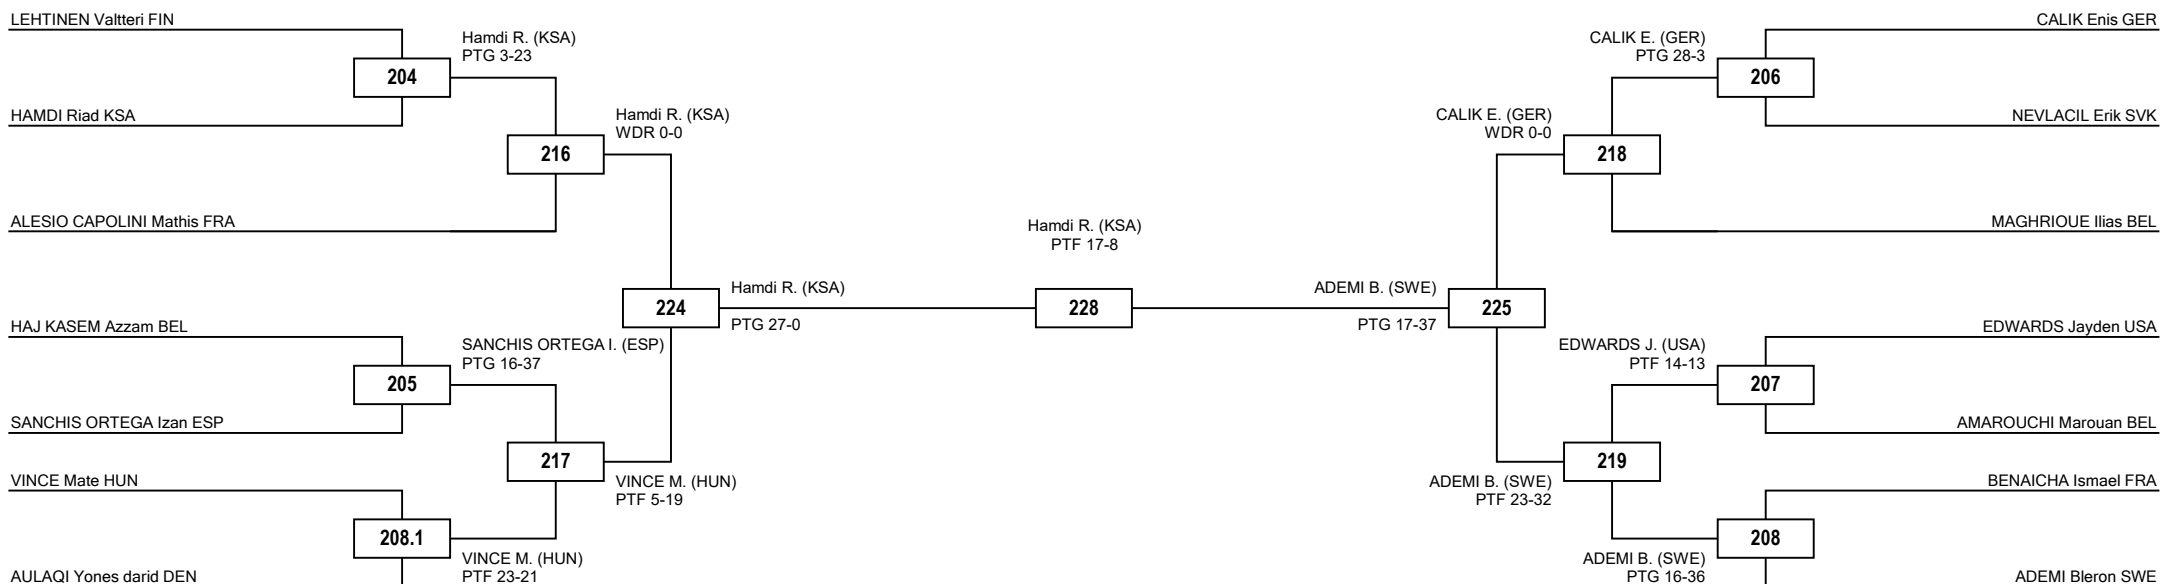 LEHTINEN Valtteri FIN
CALIK Enis GER
Hamdi R. (KSA)
PTG 3-23
CALIK E. (GER)
PTG 28-3
204
206
HAMDI Riad KSA
Hamdi R. (KSA)
WDR 0-0
CALIK E. (GER)
WDR 0-0
NEVLACIL Erik SVK
216
218
ALESIO CAPOLINI Mathis FRA
Hamdi R. (KSA)
PTF 17-8
MAGHRIOUE Ilias BEL
224
Hamdi R. (KSA)
PTG 27-0
228
ADEMI B. (SWE)
PTG 17-37
225
HAJ KASEM Azzam BEL
EDWARDS Jayden USA
SANCHIS ORTEGA I. (ESP)
PTG 16-37
EDWARDS J. (USA)
PTF 14-13
205
207
SANCHIS ORTEGA Izan ESP
AMAROUCHI Marouan BEL
217
219
VINCE Mate HUN
VINCE M. (HUN)
PTF 5-19
ADEMI B. (SWE)
PTF 23-32
BENAICHA Ismael FRA
208.1
208
VINCE M. (HUN)
PTF 23-21
ADEMI B. (SWE)
PTG 16-36
AULAQI Yones darid DEN
ADEMI Bleron SWE